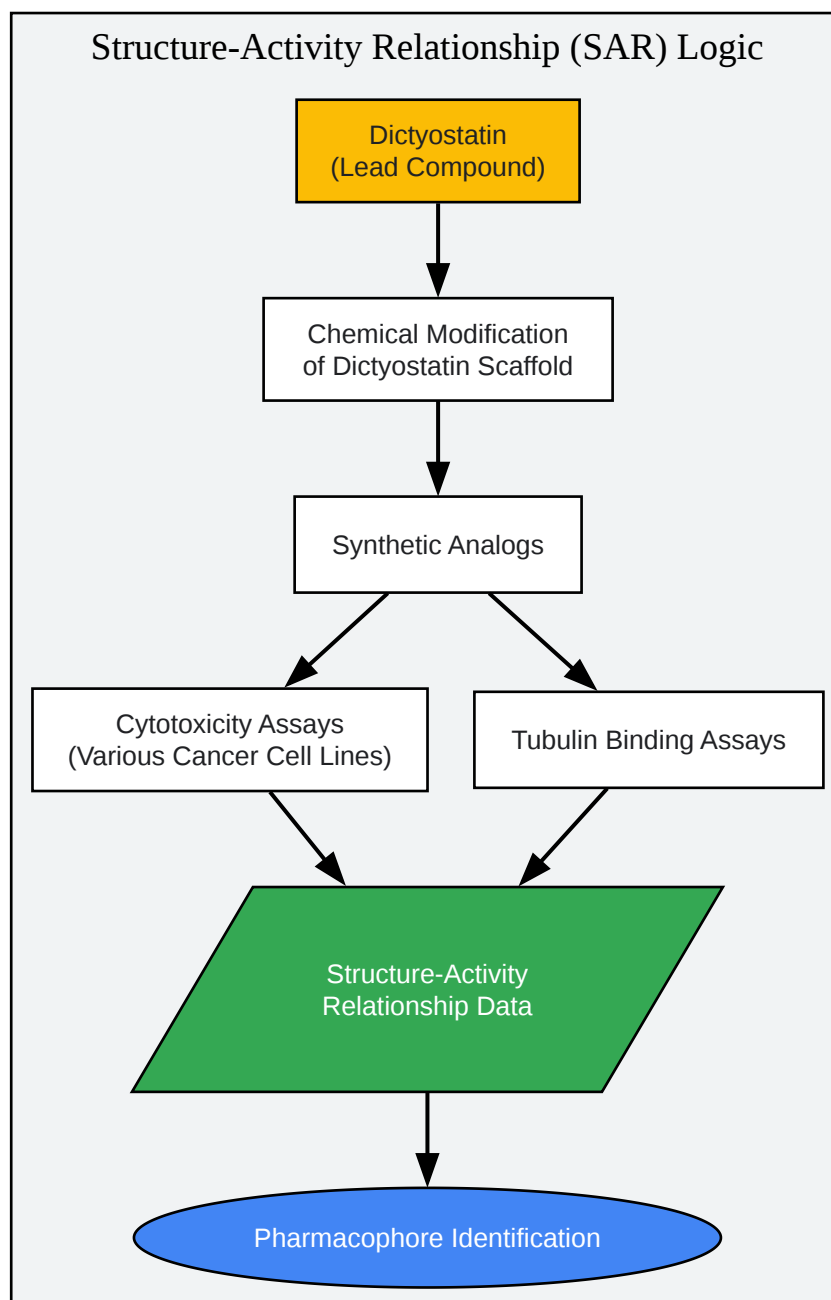 Structure-Activity Relationship (SAR) Logic
Dictyostatin
(Lead Compound)
Chemical Modification
of Dictyostatin Scaffold
Synthetic Analogs
Cytotoxicity Assays
(Various Cancer Cell Lines)
Tubulin Binding Assays
Structure-Activity
Relationship Data
Pharmacophore Identification